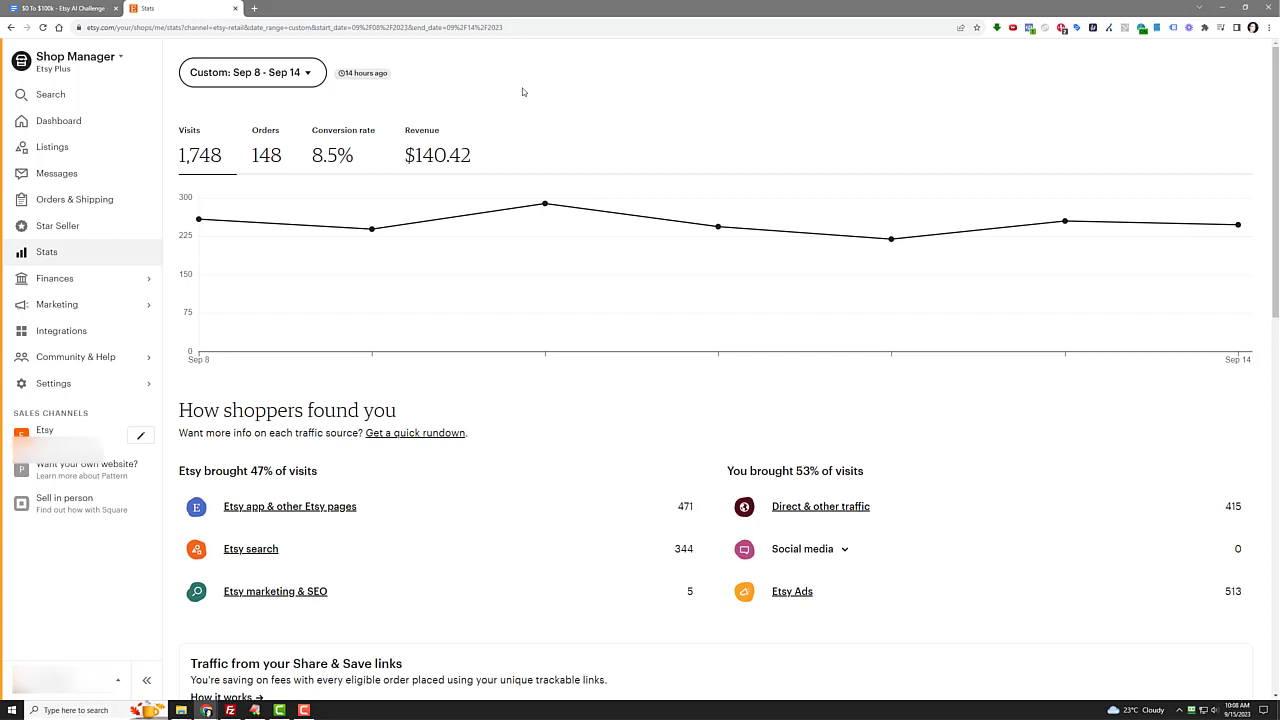 $0 To $100k - Etsy AI Challenge
Stats
etsy.com/your/shops/me/stats?channel=etsy-retail&date_range=custom&start_date=09%2F08%2F2023&end_date=09%2F14%2F2023
Shop Manager
Etsy Plus
Search
Dashboard
Listings
Messages
Orders & Shipping
Star Seller
Stats
Finances
Marketing
Integrations
Community & Help
Settings
SALES CHANNELS
Etsy
Want your own website?
Learn more about Pattern
Sell in person
Find out how with Square
Custom: Sep 8 - Sep 14
14 hours ago
Visits Orders Conversion rate Revenue
1,748 148 8.5% $140.42
300
225
150
75
0
Sep 8 Sep 14
How shoppers found you
Want more info on each traffic source? Get a quick rundown.
Etsy brought 47% of visits
Etsy app & other Etsy pages 471
Etsy search 344
Etsy marketing & SEO 5
You brought 53% of visits
Direct & other traffic 415
Social media 0
Etsy Ads 513
Traffic from your Share & Save links
You're saving on fees with every eligible order placed using your unique trackable links.
How it works →
Type here to search
23°C Cloudy
10:08 AM
9/15/2023